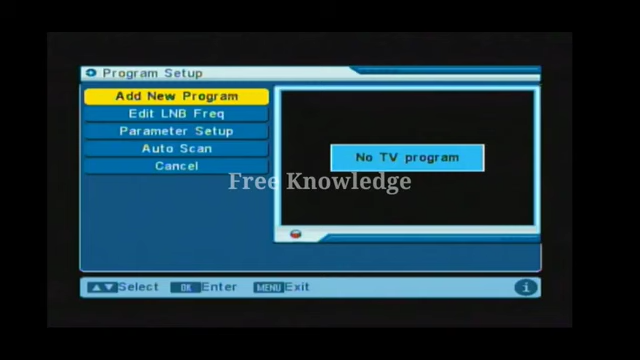 Program Setup
Add New Program
Edit LNB Freq
Parameter Setup
Auto Scan
Cancel
No TV program
Free Knowledge
Select OK Enter MENU Exit